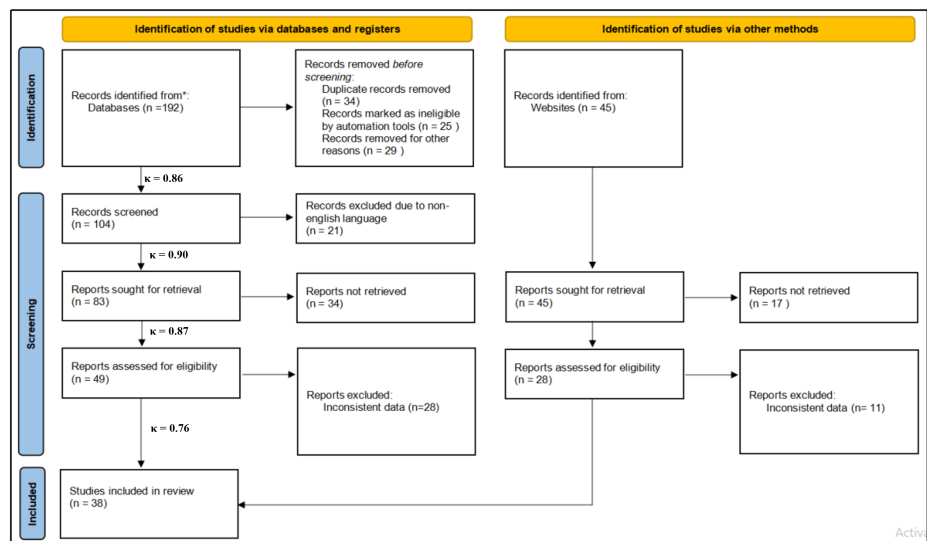 Identification of studies via databases and registers
Identification of studies via other methods
Identification
Records identified from*:
Databases (n =192)
Records removed before
screening:
Duplicate records removed
(n = 34)
Records marked as ineligible
by automation tools (n = 25 )
Records removed for other
reasons (n = 29 )
Records identified from:
Websites (n = 45)
κ = 0.86
Screening
Records screened
(n = 104)
Records excluded due to non-
english language
(n = 21)
κ = 0.90
Reports sought for retrieval
(n = 83)
Reports not retrieved
(n = 34)
Reports sought for retrieval
(n = 45)
Reports not retrieved
(n = 17 )
κ = 0.87
Reports assessed for eligibility
(n = 49)
Reports excluded:
Inconsistent data (n=28)
Reports assessed for eligibility
(n = 28)
Reports excluded:
Inconsistent data (n= 11)
κ = 0.76
Included
Studies included in review
(n = 38)
Activa